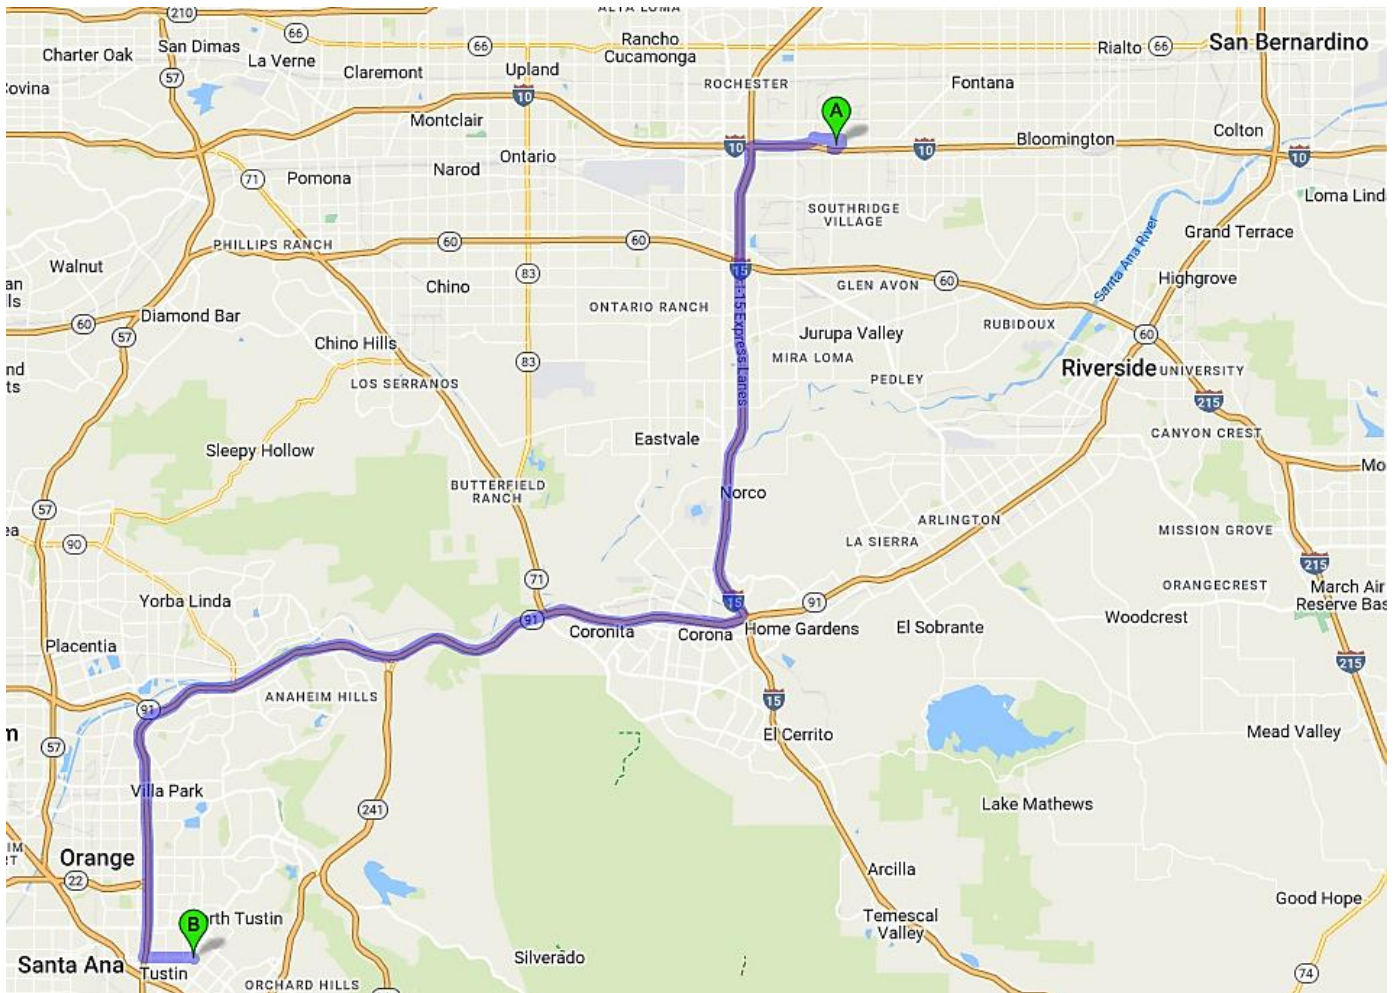 ALTA LOMA
210
66
San Dimas
Charter Oak
La Verne
66
Rancho
Cucamonga
Rialto
66
San Bernardino
57
Claremont
Upland
ROCHESTER
Fontana
10
Montclair
A
Colton
Bloomington
10
10
10
Ontario
Narod
71
Pomona
Loma Lind
SOUTHRIDGE
VILLAGE
Santa Ana River
Grand Terrace
PHILLIPS RANCH
60
60
Walnut
83
15
Chino
GLEN AVON
60
Highgrove
ONTARIO RANCH
I-15 Express Lanes
Diamond Bar
60
57
Chino Hills
Jurupa Valley
RUBIDOUX
60
MIRA LOMA
83
Riverside
UNIVERSITY
LOS SERRANOS
PEDLEY
215
Eastvale
CANYON CREST
Sleepy Hollow
BUTTERFIELD
RANCH
Norco
57
ARLINGTON
MISSION GROVE
90
LA SIERRA
215
71
ORANGECREST
March Air
Reserve Bas
Yorba Linda
15
91
Woodcrest
91
Coronita
Corona
Home Gardens
El Sobrante
Placentia
215
ANAHEIM HILLS
91
15
57
El Cerrito
Mead Valley
Villa Park
241
Lake Mathews
Orange
22
Arcilla
Good Hope
B
rth Tustin
Temescal
Valley
Santa Ana
Tustin
Silverado
ORCHARD HILLS
74